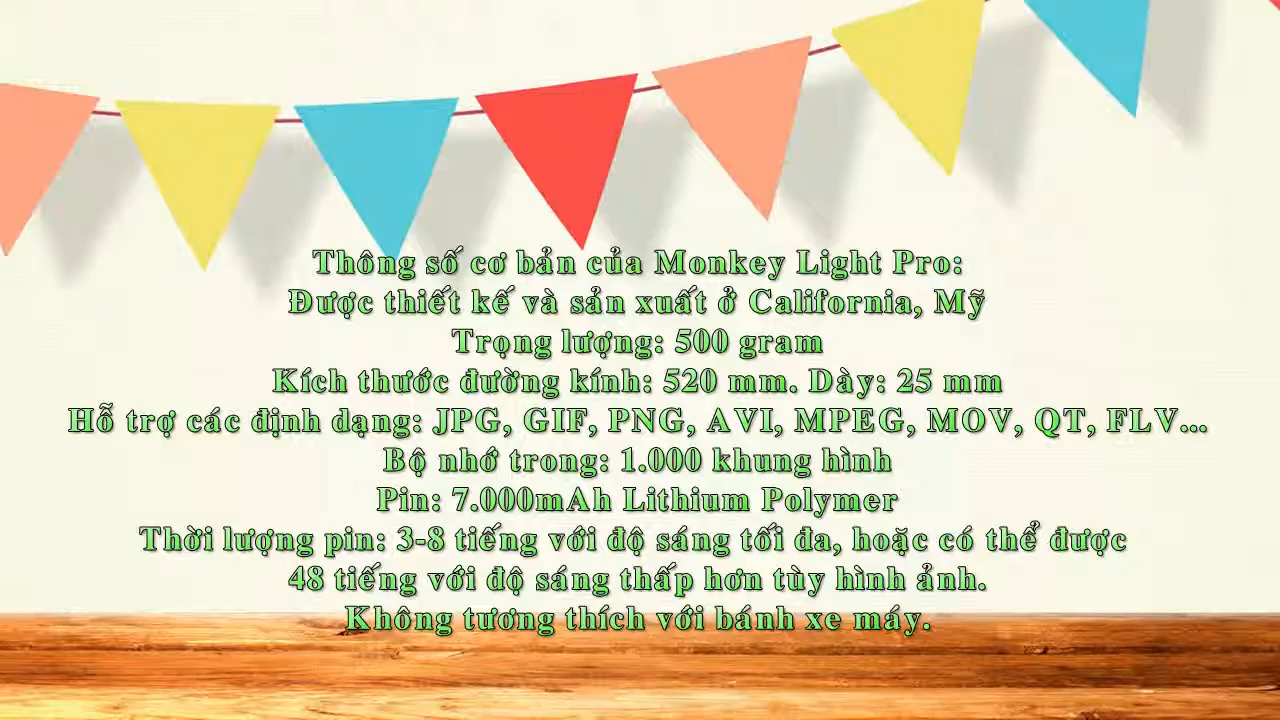 Thông số cơ bản của Monkey Light Pro:
Được thiết kế và sản xuất ở California, Mỹ
Trọng lượng: 500 gram
Kích thước đường kính: 520 mm. Dày: 25 mm
Hỗ trợ các định dạng: JPG, GIF, PNG, AVI, MPEG, MOV, QT, FLV...
Bộ nhớ trong: 1.000 khung hình
Pin: 7.000mAh Lithium Polymer
Thời lượng pin: 3-8 tiếng với độ sáng tối đa, hoặc có thể được
48 tiếng với độ sáng thấp hơn tùy hình ảnh.
Không tương thích với bánh xe máy.